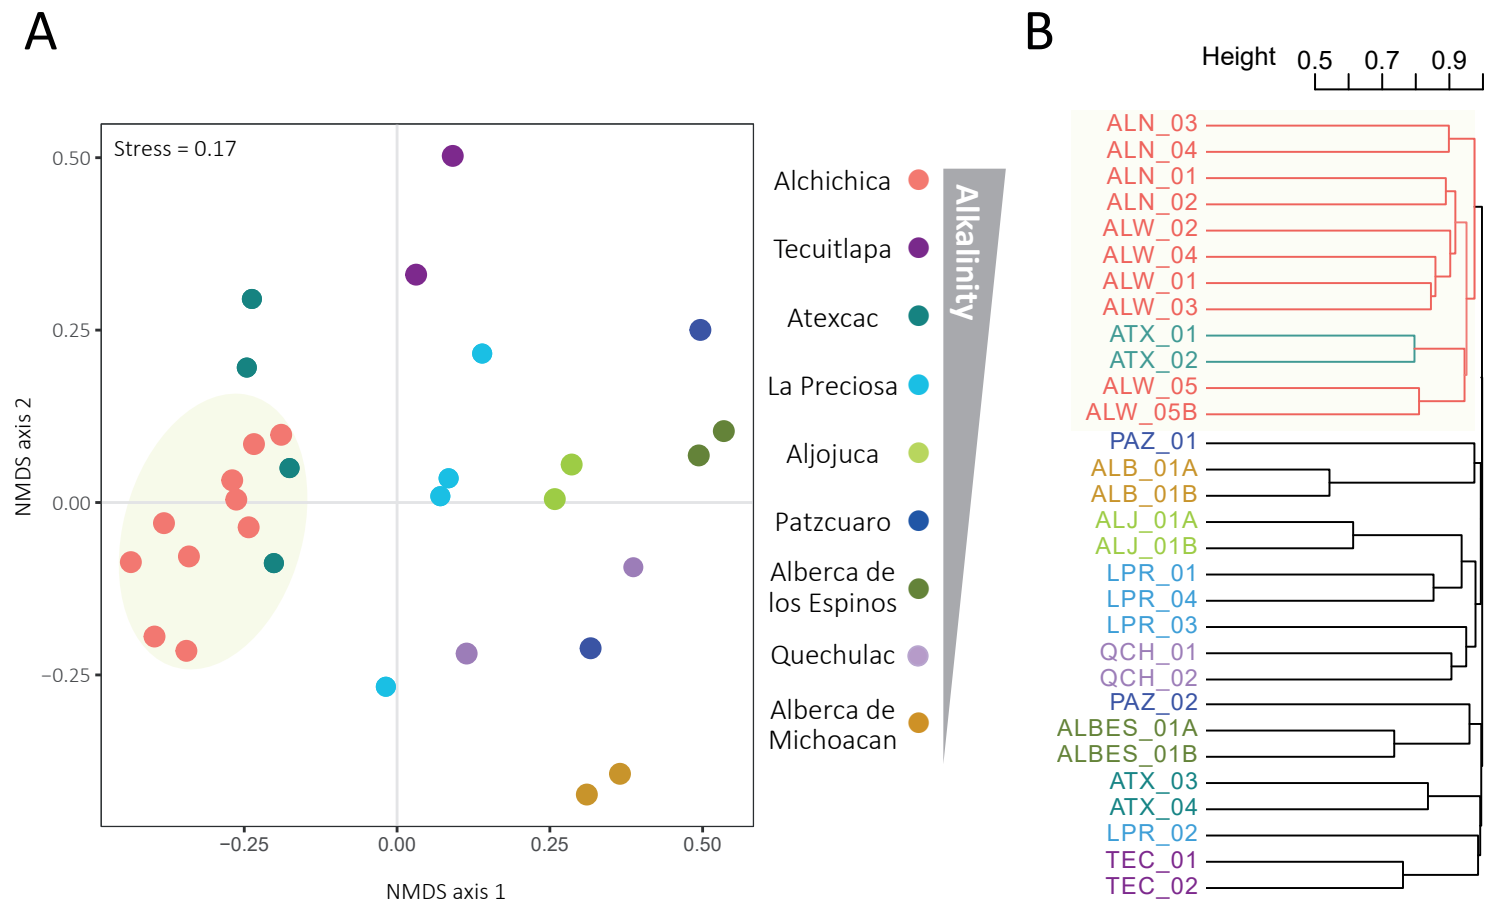 A
Stress = 0.17
0.50
0.25
0.00
−0.25
NMDS axis 2
−0.25
0.00
0.25
0.50
NMDS axis 1
Alchichica
Tecuitlapa
Atexcac
La Preciosa
Aljojuca
Patzcuaro
Alberca de
los Espinos
Quechulac
Alberca de
Michoacan
Alkalinity
B
Height
0.5
0.7
0.9
ALN_03
ALN_04
ALN_01
ALN_02
ALW_02
ALW_04
ALW_01
ALW_03
ATX_01
ATX_02
ALW_05
ALW_05B
PAZ_01
ALB_01A
ALB_01B
ALJ_01A
ALJ_01B
LPR_01
LPR_04
LPR_03
QCH_01
QCH_02
PAZ_02
ALBES_01A
ALBES_01B
ATX_03
ATX_04
LPR_02
TEC_01
TEC_02